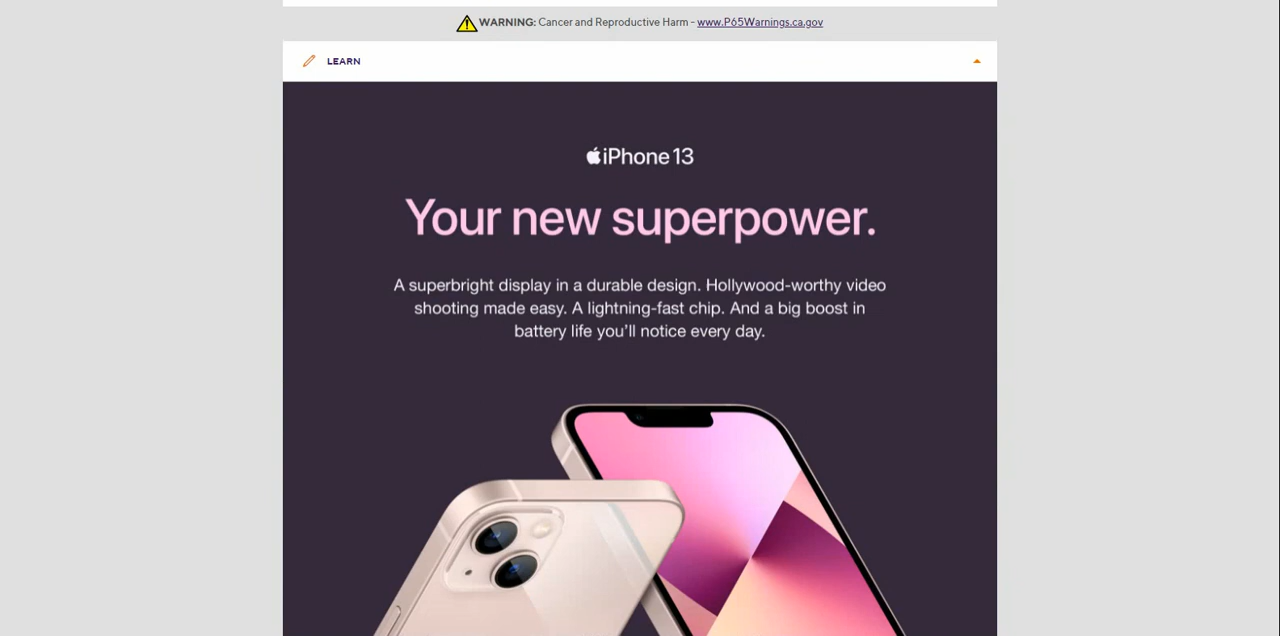 WARNING: Cancer and Reproductive Harm - www.P65Warnings.ca.gov
LEARN
iPhone 13
Your new superpower.
A superbright display in a durable design. Hollywood-worthy video
shooting made easy. A lightning-fast chip. And a big boost in
battery life you’ll notice every day.